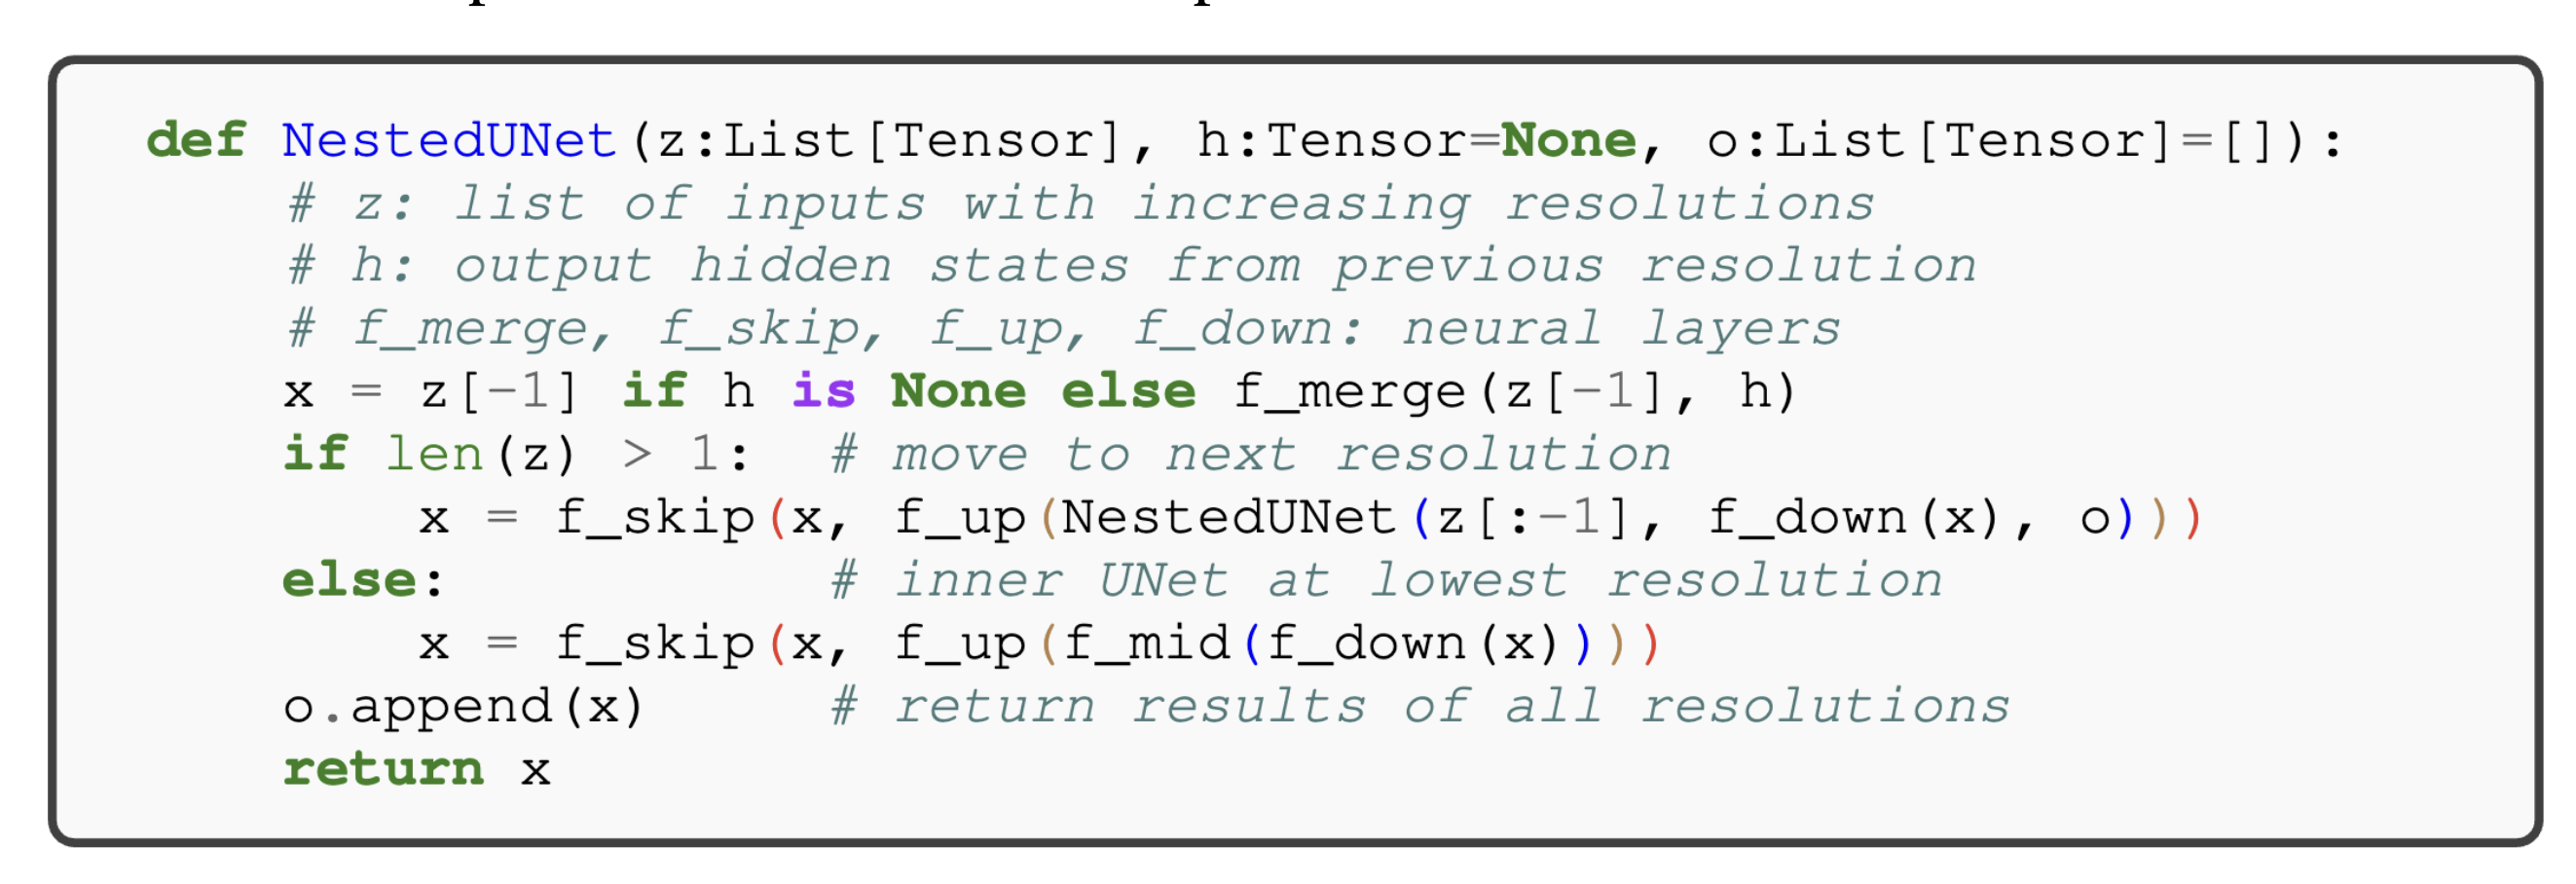 def NestedUNet(z:List[Tensor], h:Tensor=None, o:List[Tensor]=[]):
    # z: list of inputs with increasing resolutions
    # h: output hidden states from previous resolution
    # f_merge, f_skip, f_up, f_down: neural layers
    x = z[-1] if h is None else f_merge(z[-1], h)
    if len(z) > 1:  # move to next resolution
        x = f_skip(x, f_up(NestedUNet(z[:-1], f_down(x), o)))
    else:           # inner UNet at lowest resolution
        x = f_skip(x, f_up(f_mid(f_down(x))))
    o.append(x)     # return results of all resolutions
    return x